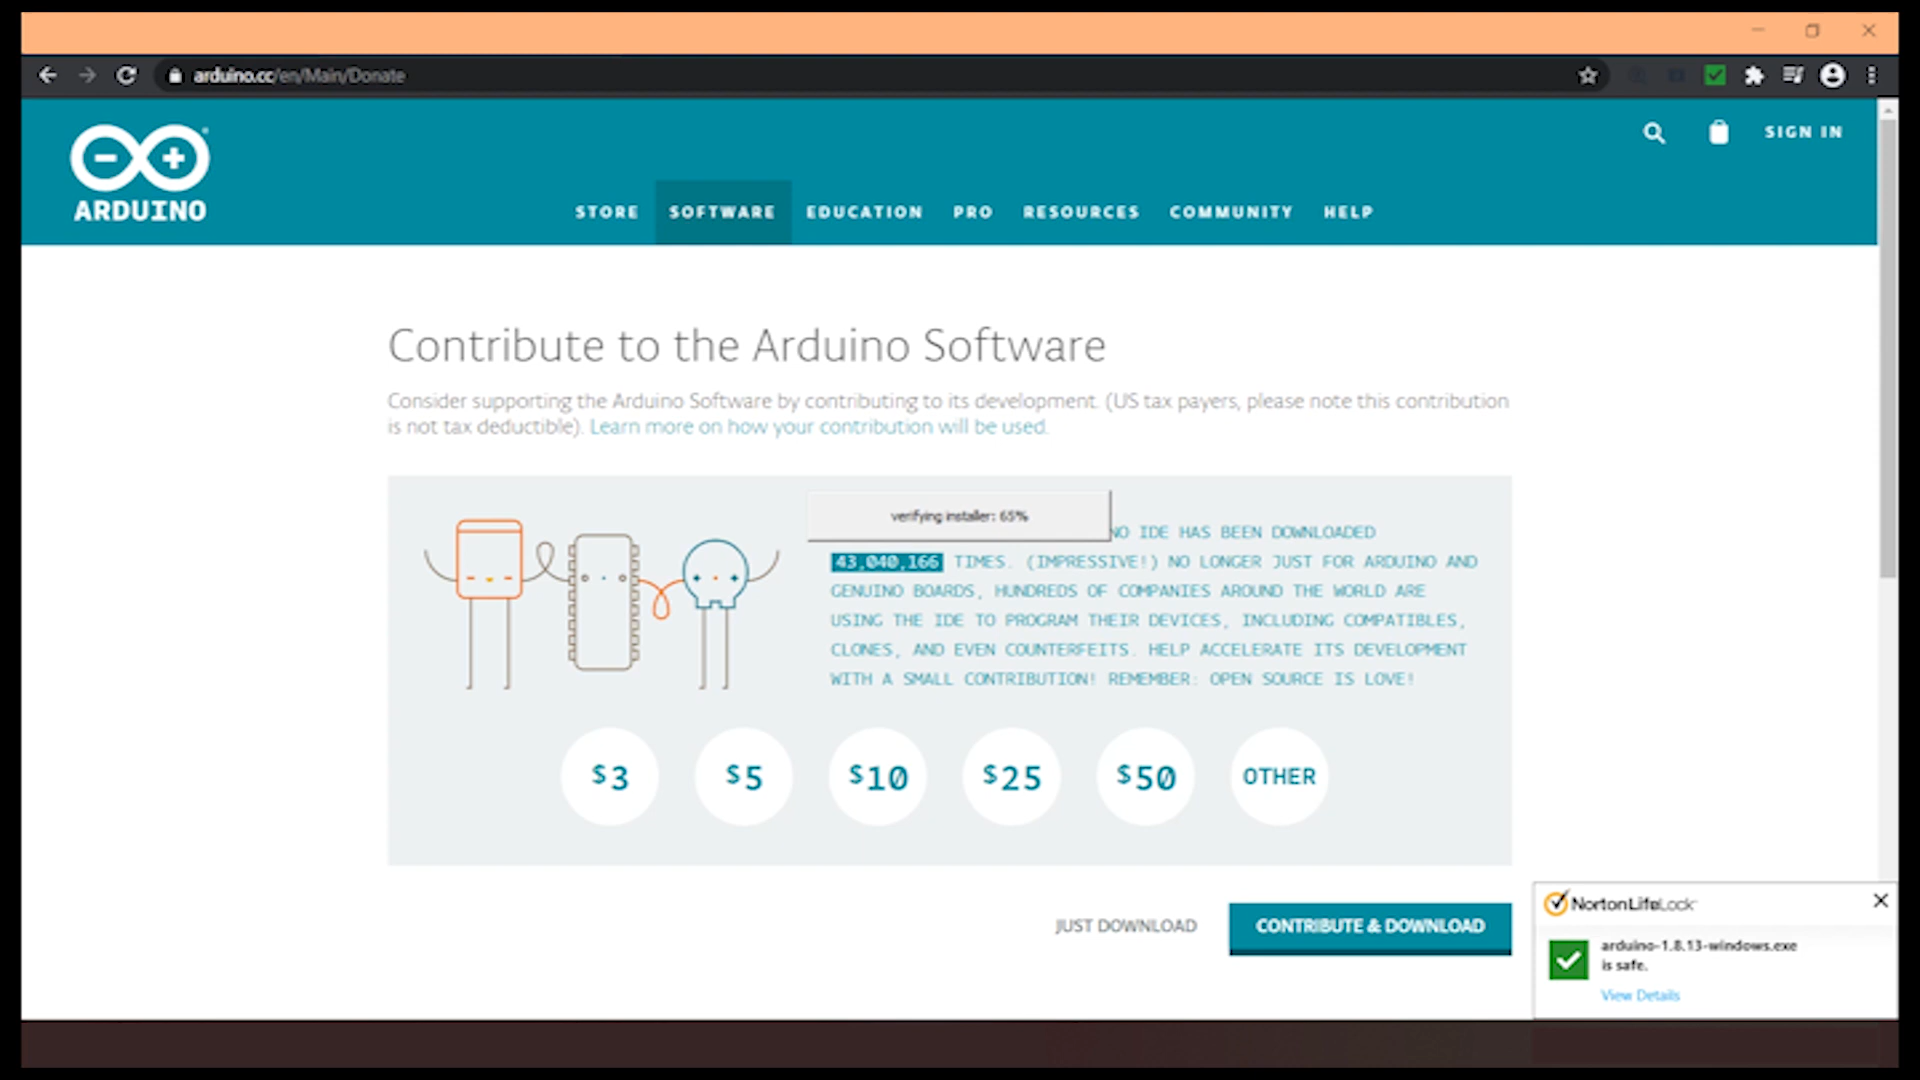 arduino.cc/en/Main/Donate
SIGN IN
ARDUINO
STORE SOFTWARE EDUCATION PRO RESOURCES COMMUNITY HELP
Contribute to the Arduino Software
Consider supporting the Arduino Software by contributing to its development. (US tax payers, please note this contribution
is not tax deductible). Learn more on how your contribution will be used.
verifying installer: 65%
NO IDE HAS BEEN DOWNLOADED
43,040,166 TIMES. (IMPRESSIVE!) NO LONGER JUST FOR ARDUINO AND
GENUINO BOARDS, HUNDREDS OF COMPANIES AROUND THE WORLD ARE
USING THE IDE TO PROGRAM THEIR DEVICES, INCLUDING COMPATIBLES,
CLONES, AND EVEN COUNTERFEITS. HELP ACCELERATE ITS DEVELOPMENT
WITH A SMALL CONTRIBUTION! REMEMBER: OPEN SOURCE IS LOVE!
$3 $5 $10 $25 $50 OTHER
JUST DOWNLOAD CONTRIBUTE & DOWNLOAD
NortonLifeLock
arduino-1.8.13-windows.exe
is safe.
View Details